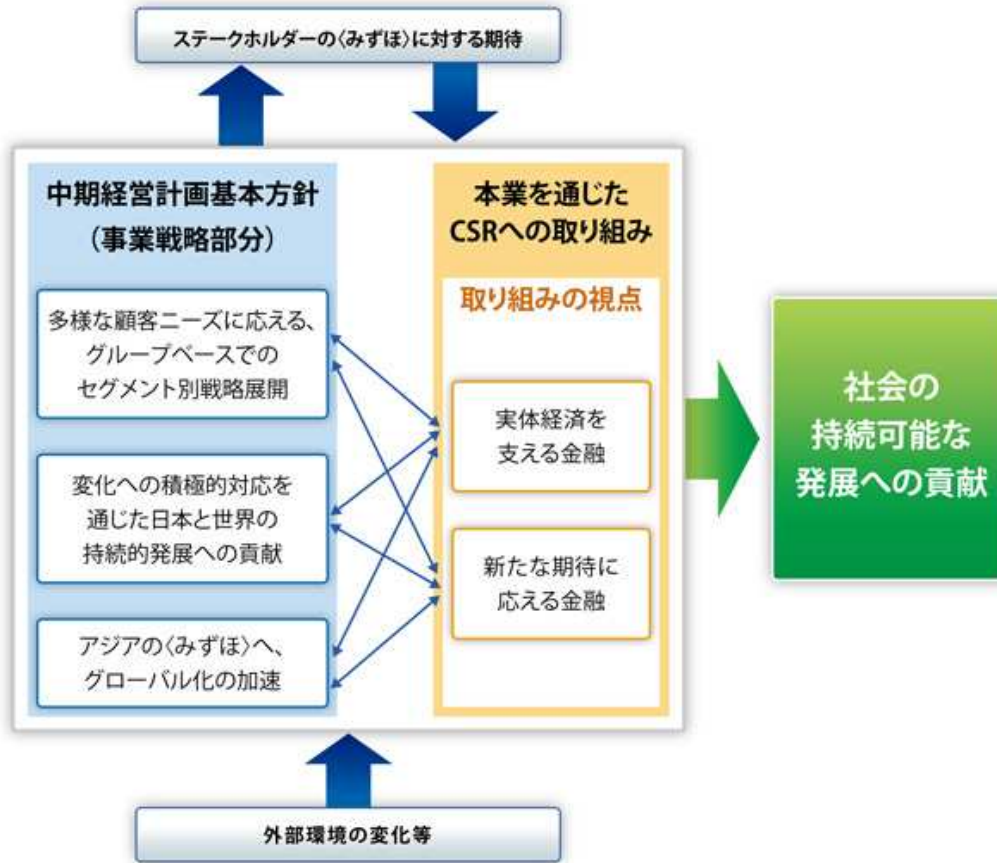 ステークホルダーの〈みずほ〉に対する期待
中期経営計画基本方針
（事業戦略部分）
多様な顧客ニーズに応える、
グループベースでの
セグメント別戦略展開
変化への積極的対応を
通じた日本と世界の
持続的発展への貢献
アジアの〈みずほ〉へ、
グローバル化の加速
本業を通じた
CSRへの取り組み
取り組みの視点
実体経済を
支える金融
新たな期待に
応える金融
社会の
持続可能な
発展への貢献
外部環境の変化等